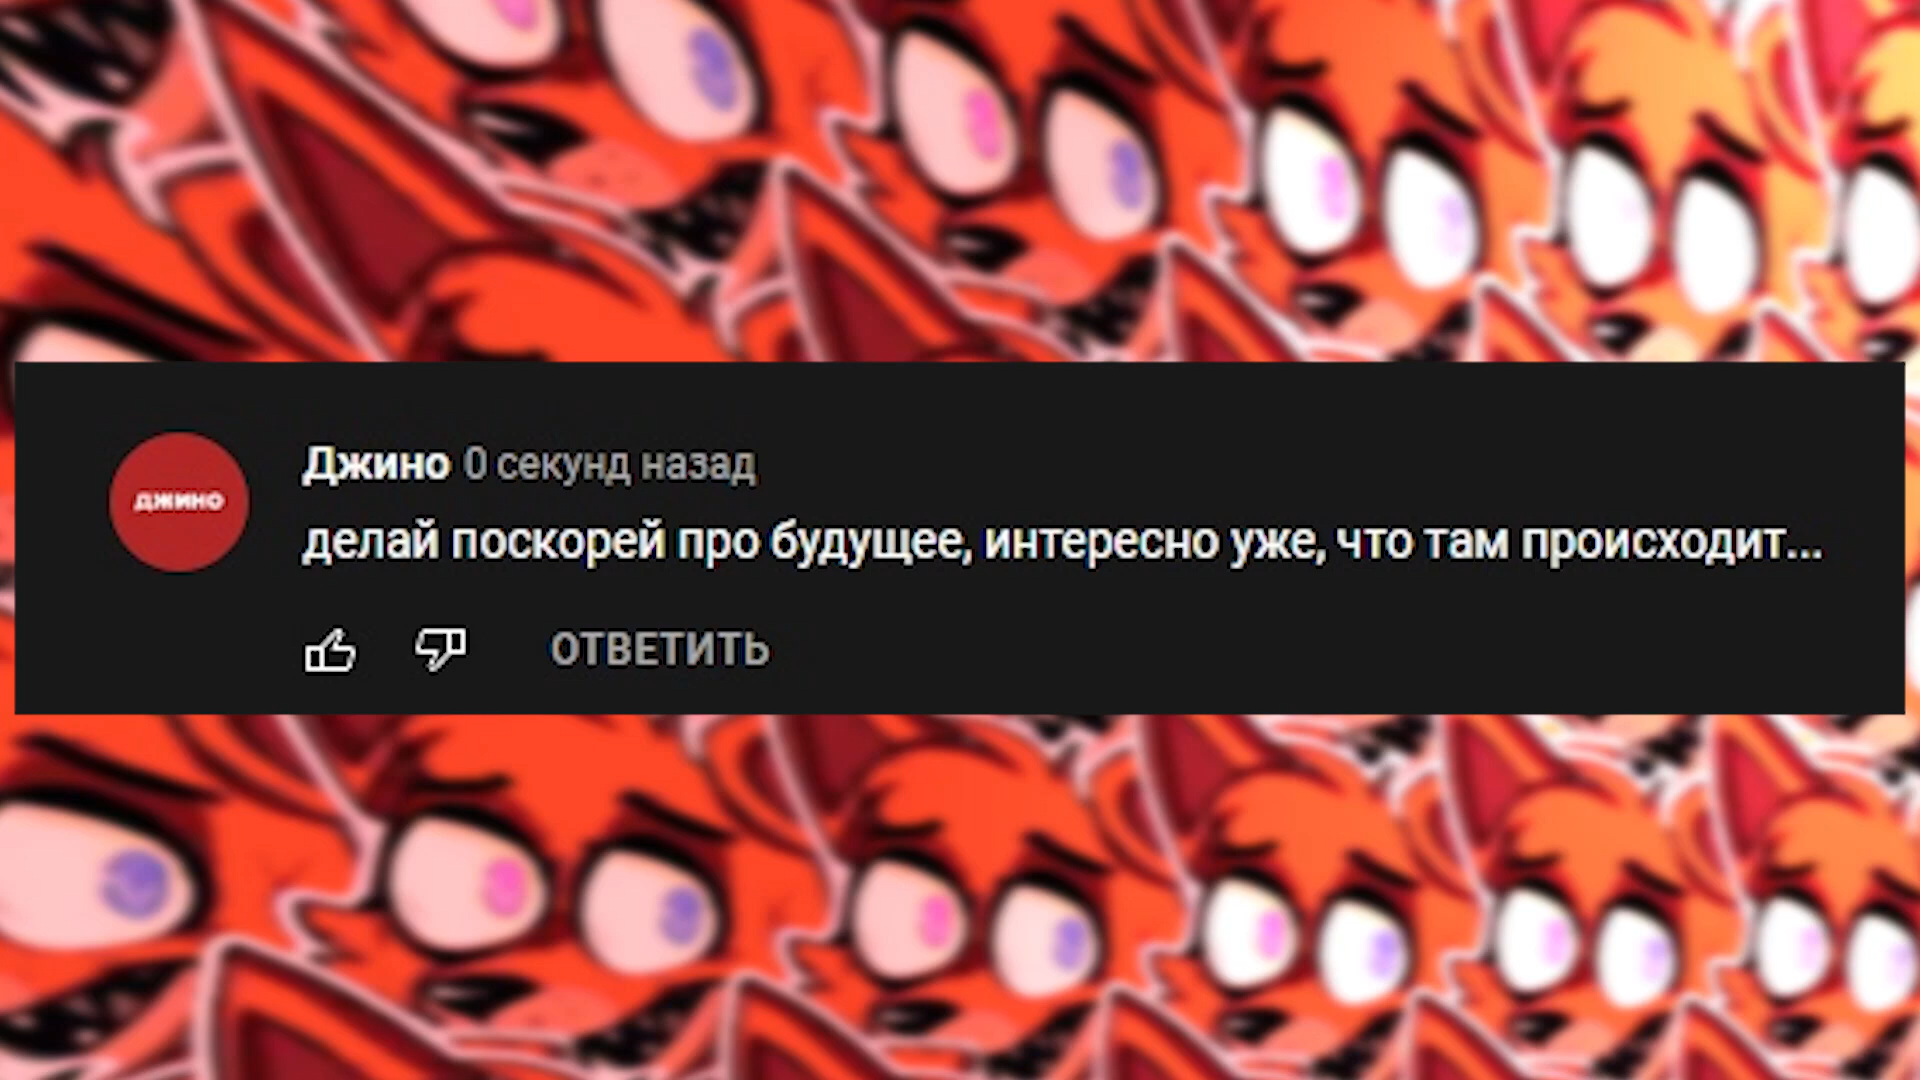 джино
Джино 0 секунд назад
делай поскорей про будущее, интересно уже, что там происходит...
ОТВЕТИТЬ